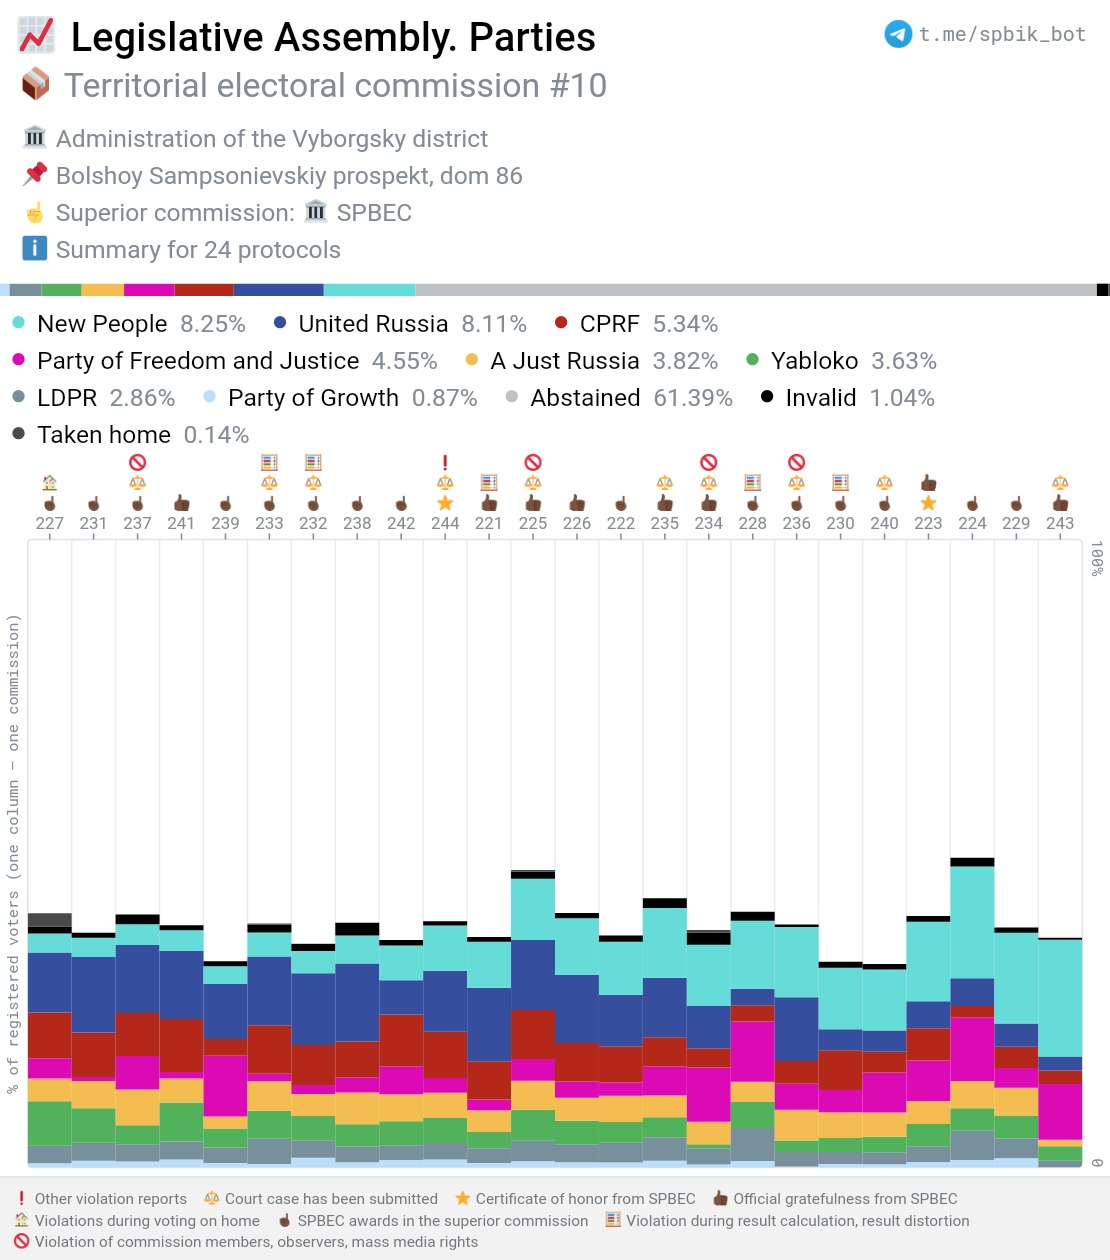 Legislative Assembly. Parties
t.me/spbik_bot
Territorial electoral commission #10
Administration of the Vyborgsky district
Bolshoy Sampsonievskiy prospekt, dom 86
Superior commission: SPBEC
Summary for 24 protocols
New People 8.25% United Russia 8.11% CPRF 5.34%
Party of Freedom and Justice 4.55% A Just Russia 3.82% Yabloko 3.63%
LDPR 2.86% Party of Growth 0.87% Abstained 61.39% Invalid 1.04%
Taken home 0.14%
227 231 237 241 239 233 232 238 242 244 221 225 226 222 235 234 228 236 230 240 223 224 229 243
100%
% of registered voters (one column – one commission)
0
Other violation reports Court case has been submitted Certificate of honor from SPBEC Official gratefulness from SPBEC
Violations during voting on home SPBEC awards in the superior commission Violation during result calculation, result distortion
Violation of commission members, observers, mass media rights